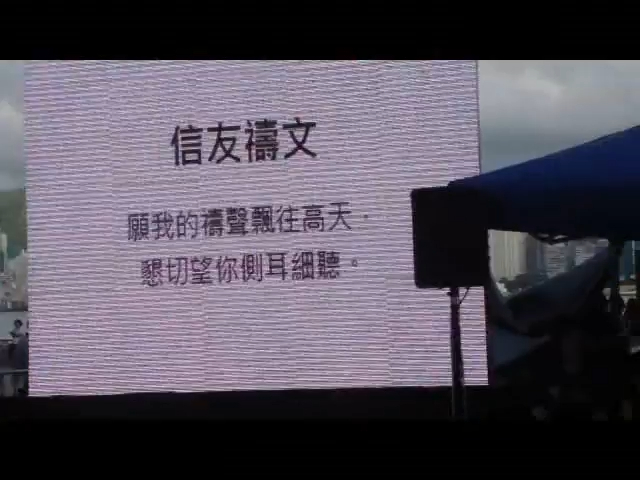 信友禱文
願我的禱聲飄往高天，
懇切望你側耳細聽。